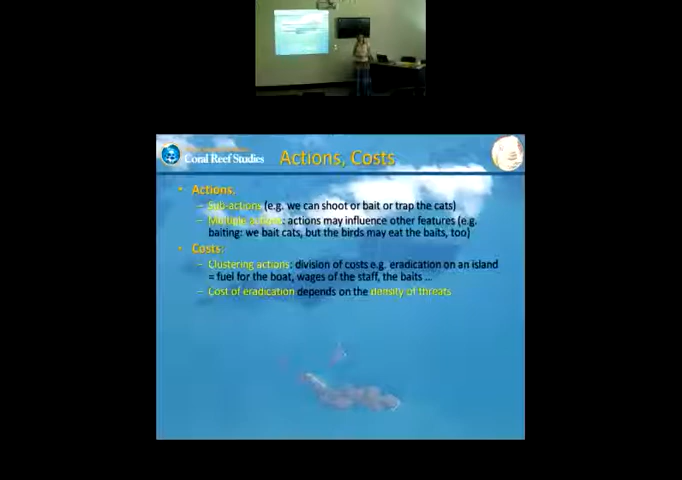 Coral Reef Studies
Actions, Costs
• Actions:
– Sub-actions (e.g. we can shoot or bait or trap the cats)
– Multiple actions: actions may influence other features (e.g.
baiting: we bait cats, but the birds may eat the baits, too)
• Costs:
– Clustering actions: division of costs e.g. eradication on an island
= fuel for the boat, wages of the staff, the baits ...
– Cost of eradication depends on the density of threats